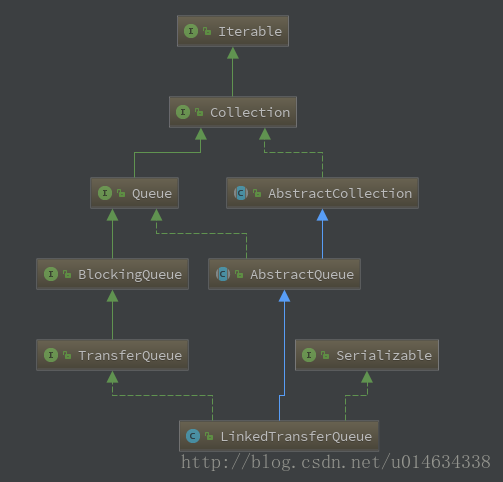 Iterable
Collection
Queue
AbstractCollection
BlockingQueue
AbstractQueue
TransferQueue
Serializable
LinkedTransferQueue
http://blog.csdn.net/u014634338